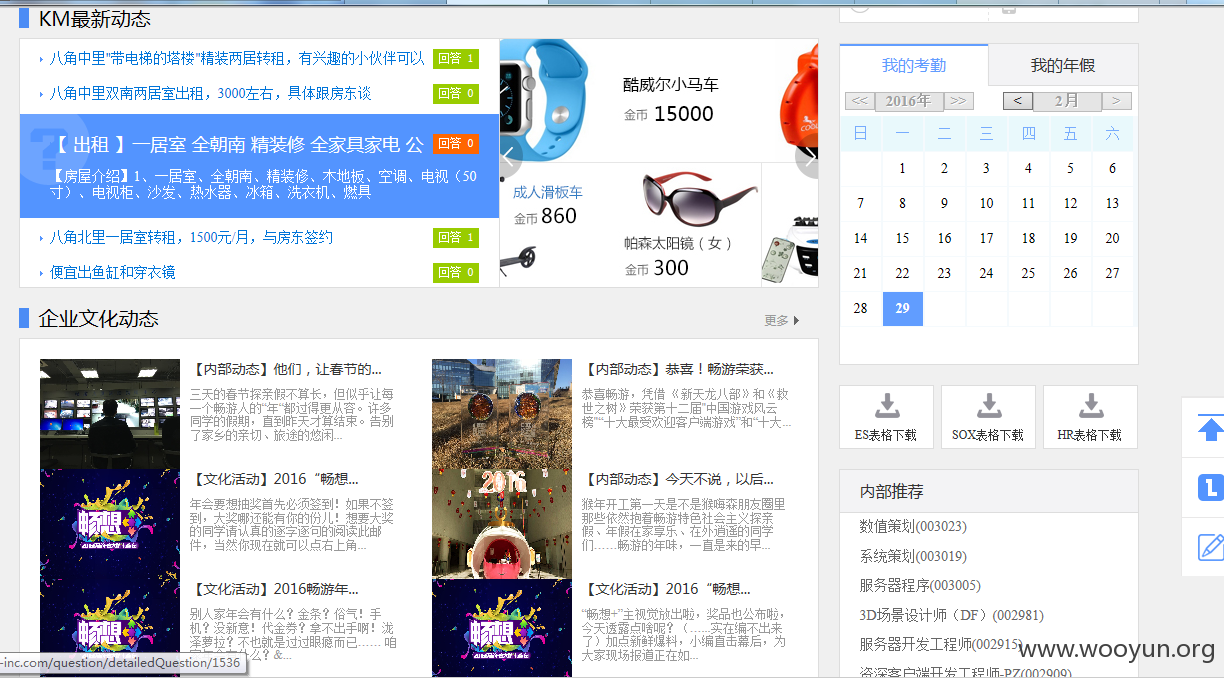 KM最新动态
八角中里"带电梯的塔楼"精装两居转租，有兴趣的小伙伴可以
回答 1
八角中里双南两居室出租，3000左右，具体跟房东谈
回答 0
【 出租 】一居室 全朝南 精装修 全家具家电 公
回答 0
【房屋介绍】1、一居室、全朝南、精装修、木地板、空调、电视（50
寸）、电视柜、沙发、热水器、冰箱、洗衣机、燃具
八角北里一居室转租，1500元/月，与房东签约
回答 1
便宜出鱼缸和穿衣镜
回答 0
酷威尔小马车
金币 15000
成人滑板车
金币 860
帕森太阳镜（女）
金币 300
我的考勤
我的年假
<< 2016年 >>
< 2月 >
日 一 二 三 四 五 六
1 2 3 4 5 6
7 8 9 10 11 12 13
14 15 16 17 18 19 20
21 22 23 24 25 26 27
28 29
企业文化动态
更多
【内部动态】他们，让春节的...
三天的春节探亲假不算长，但似乎让每
一个畅游人的“年”都过得更从容。许多
同学的假期，直到昨天才算结束。告别
了家乡的亲切、旅途的悠闲...
【内部动态】恭喜！畅游荣获...
恭喜畅游，凭借《新天龙八部》和《救
世之树》荣获第十二届“中国游戏风云
榜”“十大最受欢迎客户端游戏”和“十大...
【文化活动】2016“畅想...
年会要想抽奖首先必须签到！如果不签
到，大奖哪还能有你的份儿！想要大奖
的同学请认真的逐字逐句的阅读此邮
件，当然你现在就可以点右上角...
畅想
【内部动态】今天不说，以后...
猴年开工第一天是不是猴嗨森朋友圈里
那些依然抱着畅游特色社会主义探亲
假、年假在家享乐、在外逍遥的同学
们……畅游的年味，一直是来的早...
2016
【文化活动】2016畅游年...
别人家年会有什么？金条？俗气！手
机？没新意！代金券？拿不出手啊！泷
泽萝拉？不也就是过过眼瘾而已…… 咱
什么？&...
畅想
【文化活动】2016“畅想...
“畅想+”主视觉放出啦，奖品也公布啦，
今天透露点啥呢？（……实在编不出来
了）加点新鲜爆料，小编直击幕后，为
大家现场报道正在如...
畅想
ES表格下载
SOX表格下载
HR表格下载
内部推荐
数值策划(003023)
系统策划(003019)
服务器程序(003005)
3D场景设计师（DF）(002981)
服务器开发工程师(002915)
资深客户端开发工程师-PZ(002909)
-inc.com/question/detailedQuestion/1536
www.wooyun.org